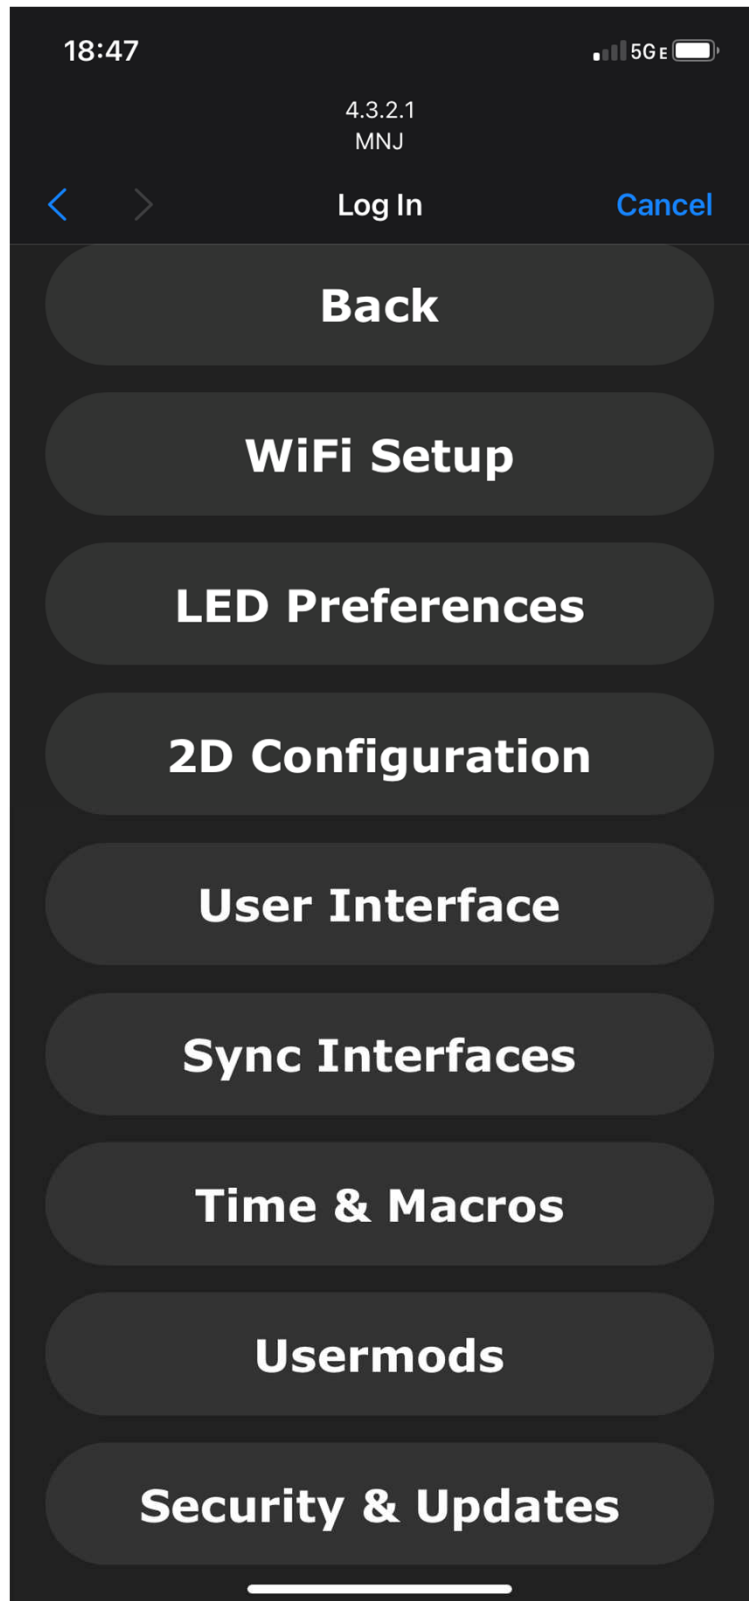 18:47
5GE
4.3.2.1
MNJ
Log In
Cancel
Back
WiFi Setup
LED Preferences
2D Configuration
User Interface
Sync Interfaces
Time & Macros
Usermods
Security & Updates